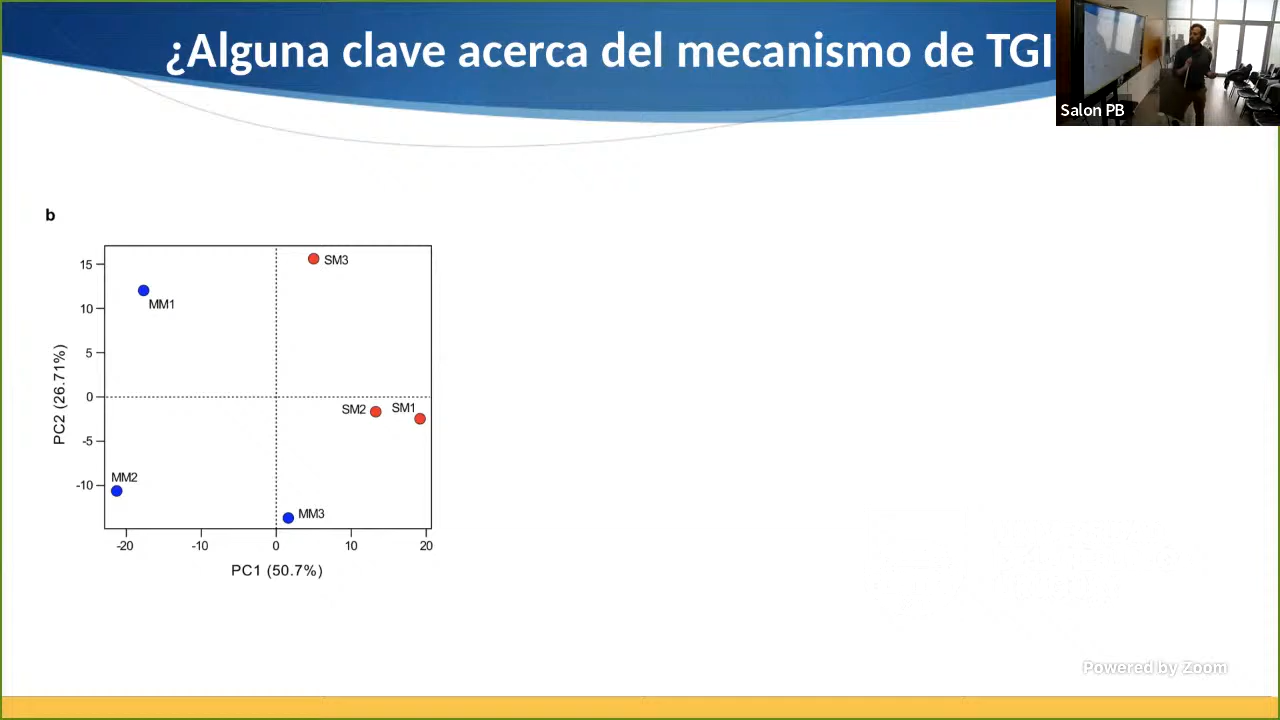 ¿Alguna clave acerca del mecanismo de TGI
Salon PB
b
15
10
5
0
-5
-10
PC2 (26.71%)
SM3
MM1
SM2
SM1
MM2
MM3
-20
-10
0
10
20
PC1 (50.7%)
Powered by Zoom